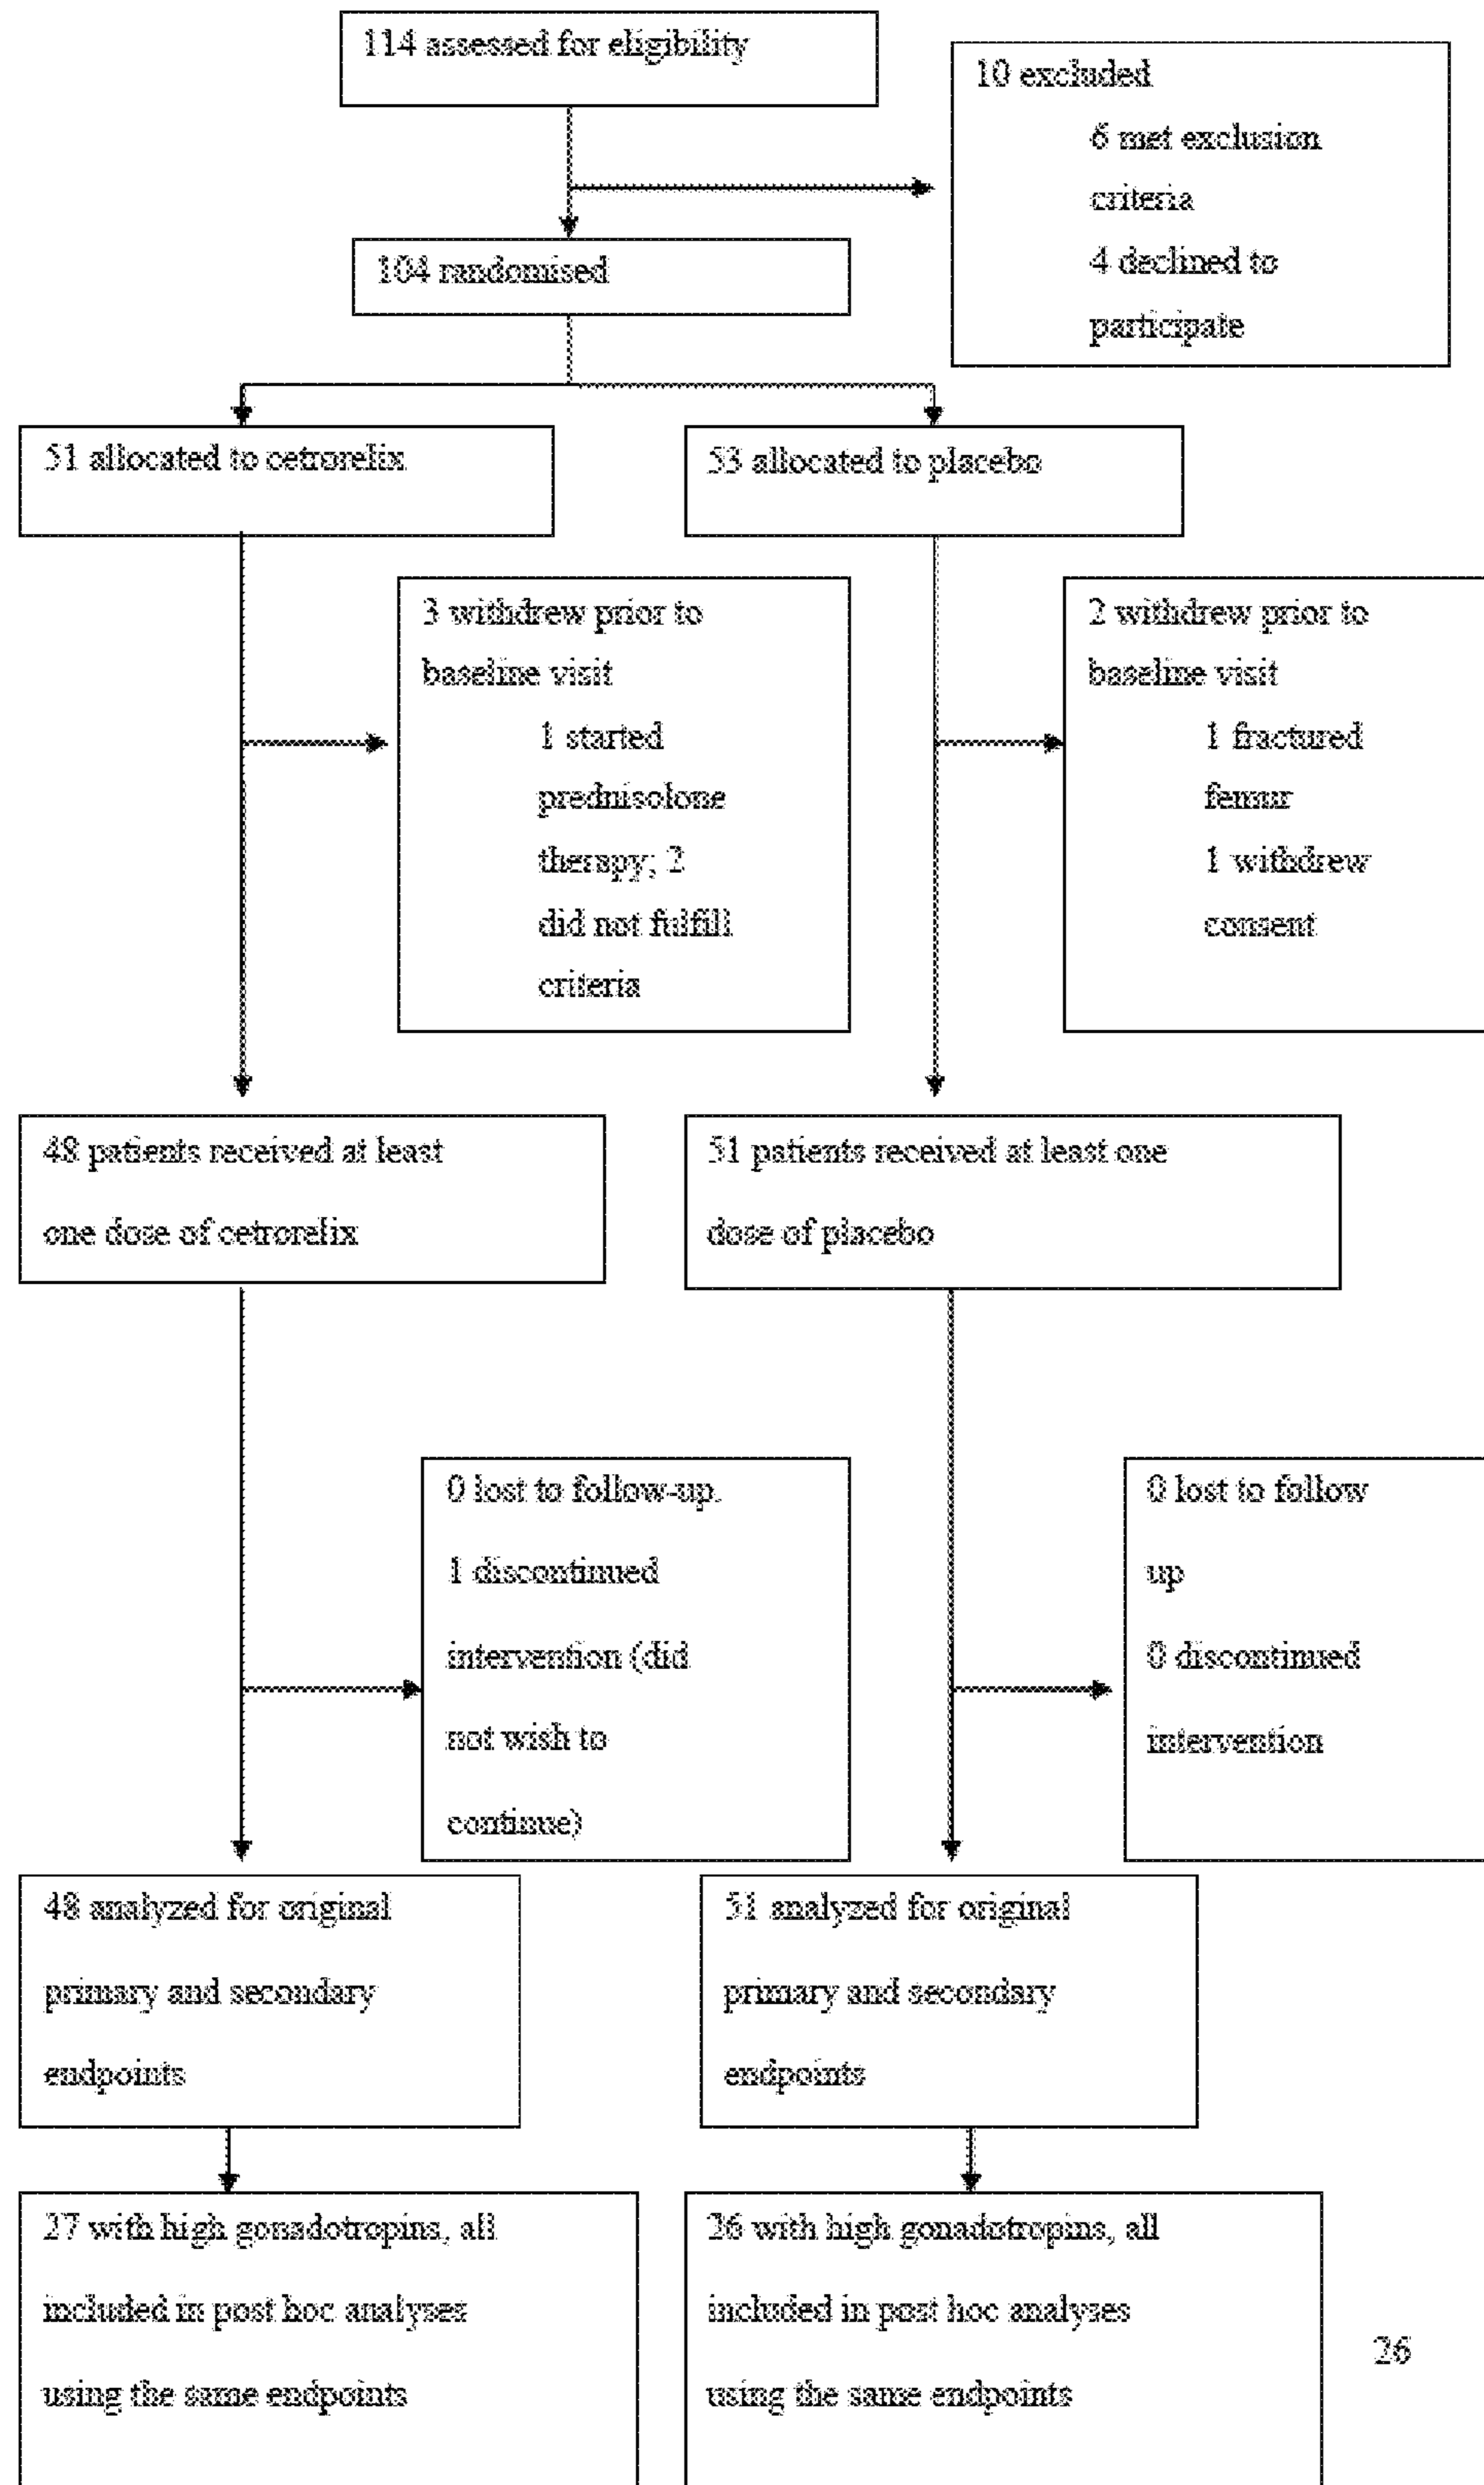 114 assessed for eligibility
10 excluded
6 met exclusion
criteria
4 declined to
participate
104 randomised
51 allocated to cetrorelix
53 allocated to placebo
3 withdrew prior to
baseline visit
1 started
prednisolone
therapy; 2
did not fulfill
criteria
2 withdrew prior to
baseline visit
1 fractured
femur
1 withdrew
consent
48 patients received at least
one dose of cetrorelix
51 patients received at least one
dose of placebo
0 lost to follow-up.
1 discontinued
intervention (did
not wish to
continue)
0 lost to follow
up
0 discontinued
intervention
48 analyzed for original
primary and secondary
endpoints
51 analyzed for original
primary and secondary
endpoints
27 with high gonadotropins, all
included in post hoc analyses
using the same endpoints
26 with high gonadotropins, all
included in post hoc analyses
using the same endpoints
26